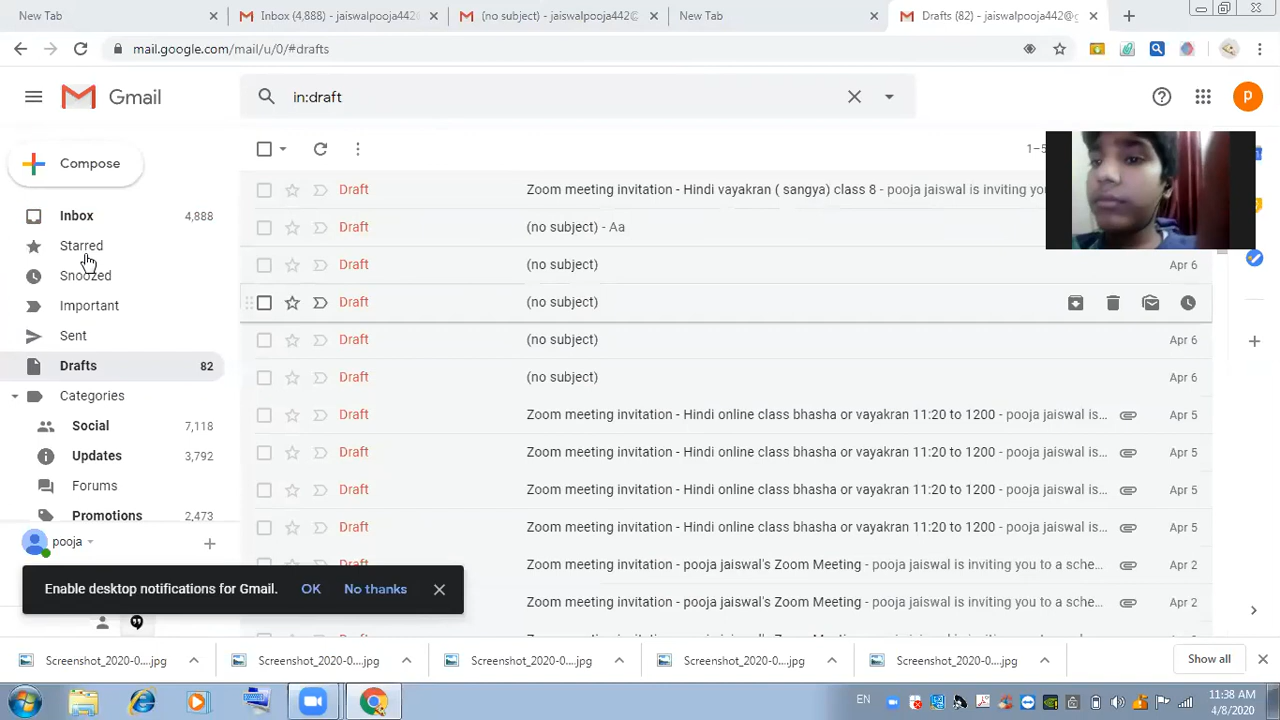 New Tab
Inbox (4,888) - jaiswalpooja442@
(no subject) - jaiswalpooja442@
New Tab
Drafts (82) - jaiswalpooja442@g
mail.google.com/mail/u/0/#drafts
Gmail
in:draft
p
Compose
1–5
Inbox 4,888
Starred
Snoozed
Important
Sent
Drafts 82
Categories
Social 7,118
Updates 3,792
Forums
Promotions 2,473
pooja
Draft Zoom meeting invitation - Hindi vayakran ( sangya) class 8 - pooja jaiswal is inviting you
Draft (no subject) - Aa
Draft (no subject) Apr 6
Draft (no subject)
Draft (no subject) Apr 6
Draft (no subject) Apr 6
Draft Zoom meeting invitation - Hindi online class bhasha or vayakran 11:20 to 1200 - pooja jaiswal is... Apr 5
Draft Zoom meeting invitation - Hindi online class bhasha or vayakran 11:20 to 1200 - pooja jaiswal is... Apr 5
Draft Zoom meeting invitation - Hindi online class bhasha or vayakran 11:20 to 1200 - pooja jaiswal is... Apr 5
Draft Zoom meeting invitation - Hindi online class bhasha or vayakran 11:20 to 1200 - pooja jaiswal is... Apr 5
Draft Zoom meeting invitation - pooja jaiswal's Zoom Meeting - pooja jaiswal is inviting you to a sche... Apr 2
Zoom meeting invitation - pooja jaiswal's Zoom Meeting - pooja jaiswal is inviting you to a sche... Apr 2
Enable desktop notifications for Gmail. OK No thanks
Screenshot_2020-0....jpg
Screenshot_2020-0....jpg
Screenshot_2020-0....jpg
Screenshot_2020-0....jpg
Screenshot_2020-0....jpg
Show all
EN
11:38 AM
4/8/2020